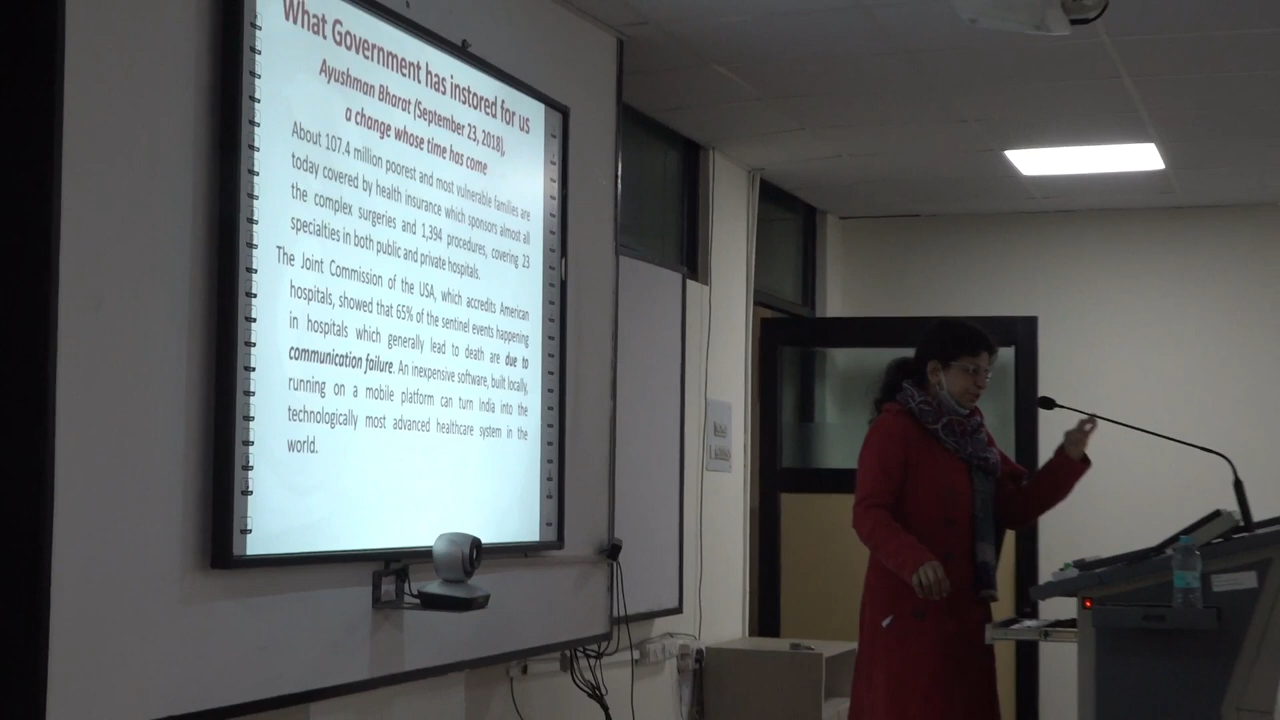 What Government has instored for us
Ayushman Bharat (September 23, 2018),
a change whose time has come
About 107.4 million poorest and most vulnerable families are
today covered by health insurance which sponsors almost all
the complex surgeries and 1,394 procedures, covering 23
specialties in both public and private hospitals.
The Joint Commission of the USA, which accredits American
hospitals, showed that 65% of the sentinel events happening
in hospitals which generally lead to death are due to
communication failure. An inexpensive software, built locally,
running on a mobile platform can turn India into the
technologically most advanced healthcare system in the
world.